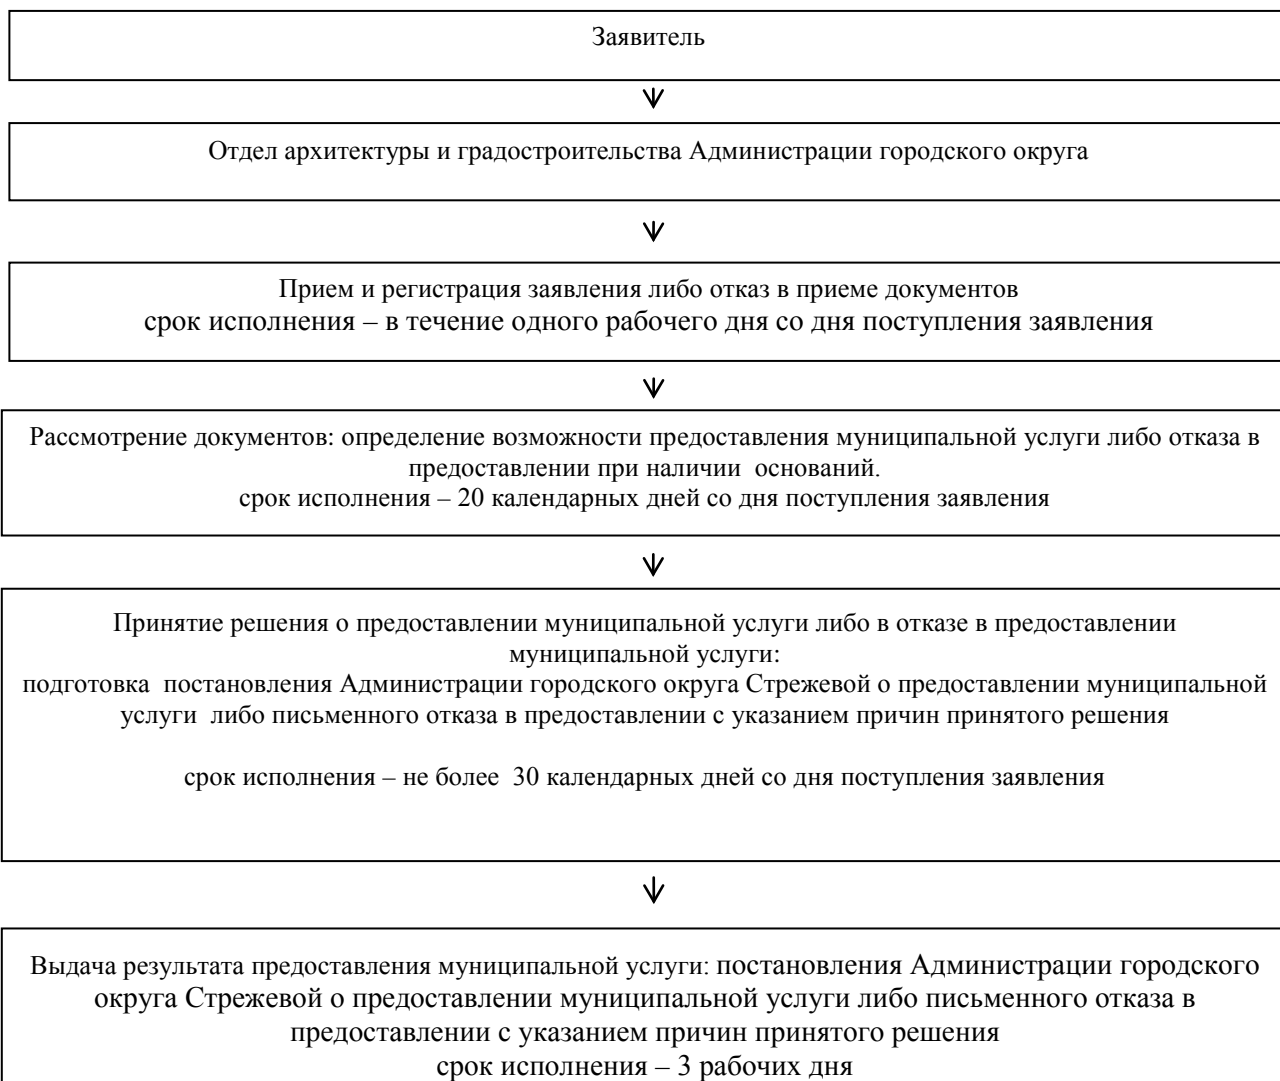 Заявитель
Отдел архитектуры и градостроительства Администрации городского округа
Прием и регистрация заявления либо отказ в приеме документов
срок исполнения – в течение одного рабочего дня со дня поступления заявления
Рассмотрение документов: определение возможности предоставления муниципальной услуги либо отказа в
предоставлении при наличии оснований.
срок исполнения – 20 календарных дней со дня поступления заявления
Принятие решения о предоставлении муниципальной услуги либо в отказе в предоставлении
муниципальной услуги:
подготовка постановления Администрации городского округа Стрежевой о предоставлении муниципальной
услуги либо письменного отказа в предоставлении с указанием причин принятого решения
срок исполнения – не более 30 календарных дней со дня поступления заявления
Выдача результата предоставления муниципальной услуги: постановления Администрации городского
округа Стрежевой о предоставлении муниципальной услуги либо письменного отказа в
предоставлении с указанием причин принятого решения
срок исполнения – 3 рабочих дня